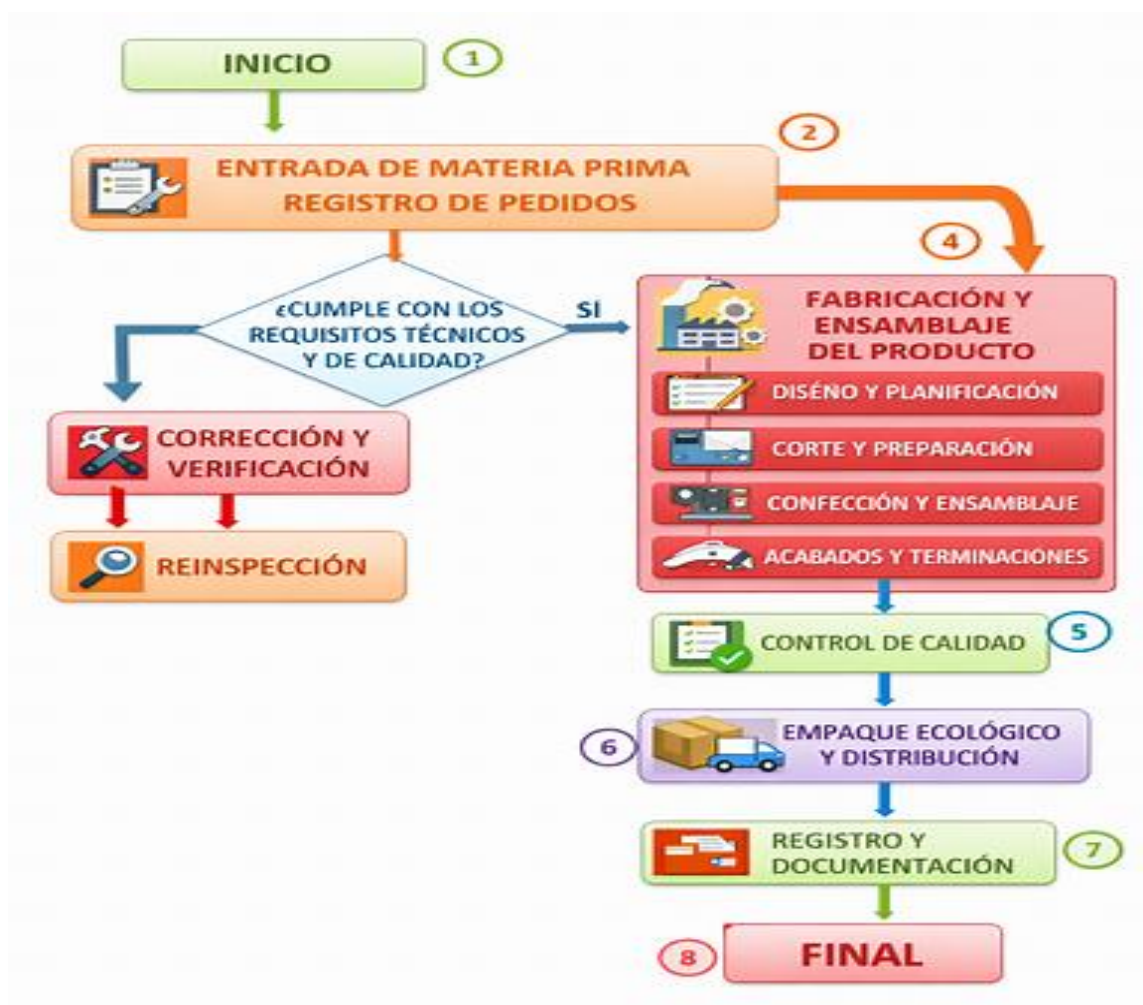 INICIO
1
2
ENTRADA DE MATERIA PRIMA
REGISTRO DE PEDIDOS
4
¿CUMPLE CON LOS
REQUISITOS TÉCNICOS
Y DE CALIDAD?
SI
FABRICACIÓN Y
ENSAMBLAJE
DEL PRODUCTO
DISÉNO Y PLANIFICACIÓN
CORTE Y PREPARACIÓN
CONFECCIÓN Y ENSAMBLAJE
ACABADOS Y TERMINACIONES
CORRECCIÓN Y
VERIFICACIÓN
REINSPECCIÓN
CONTROL DE CALIDAD
5
6
EMPAQUE ECOLÓGICO
Y DISTRIBUCIÓN
REGISTRO Y
DOCUMENTACIÓN
7
8
FINAL